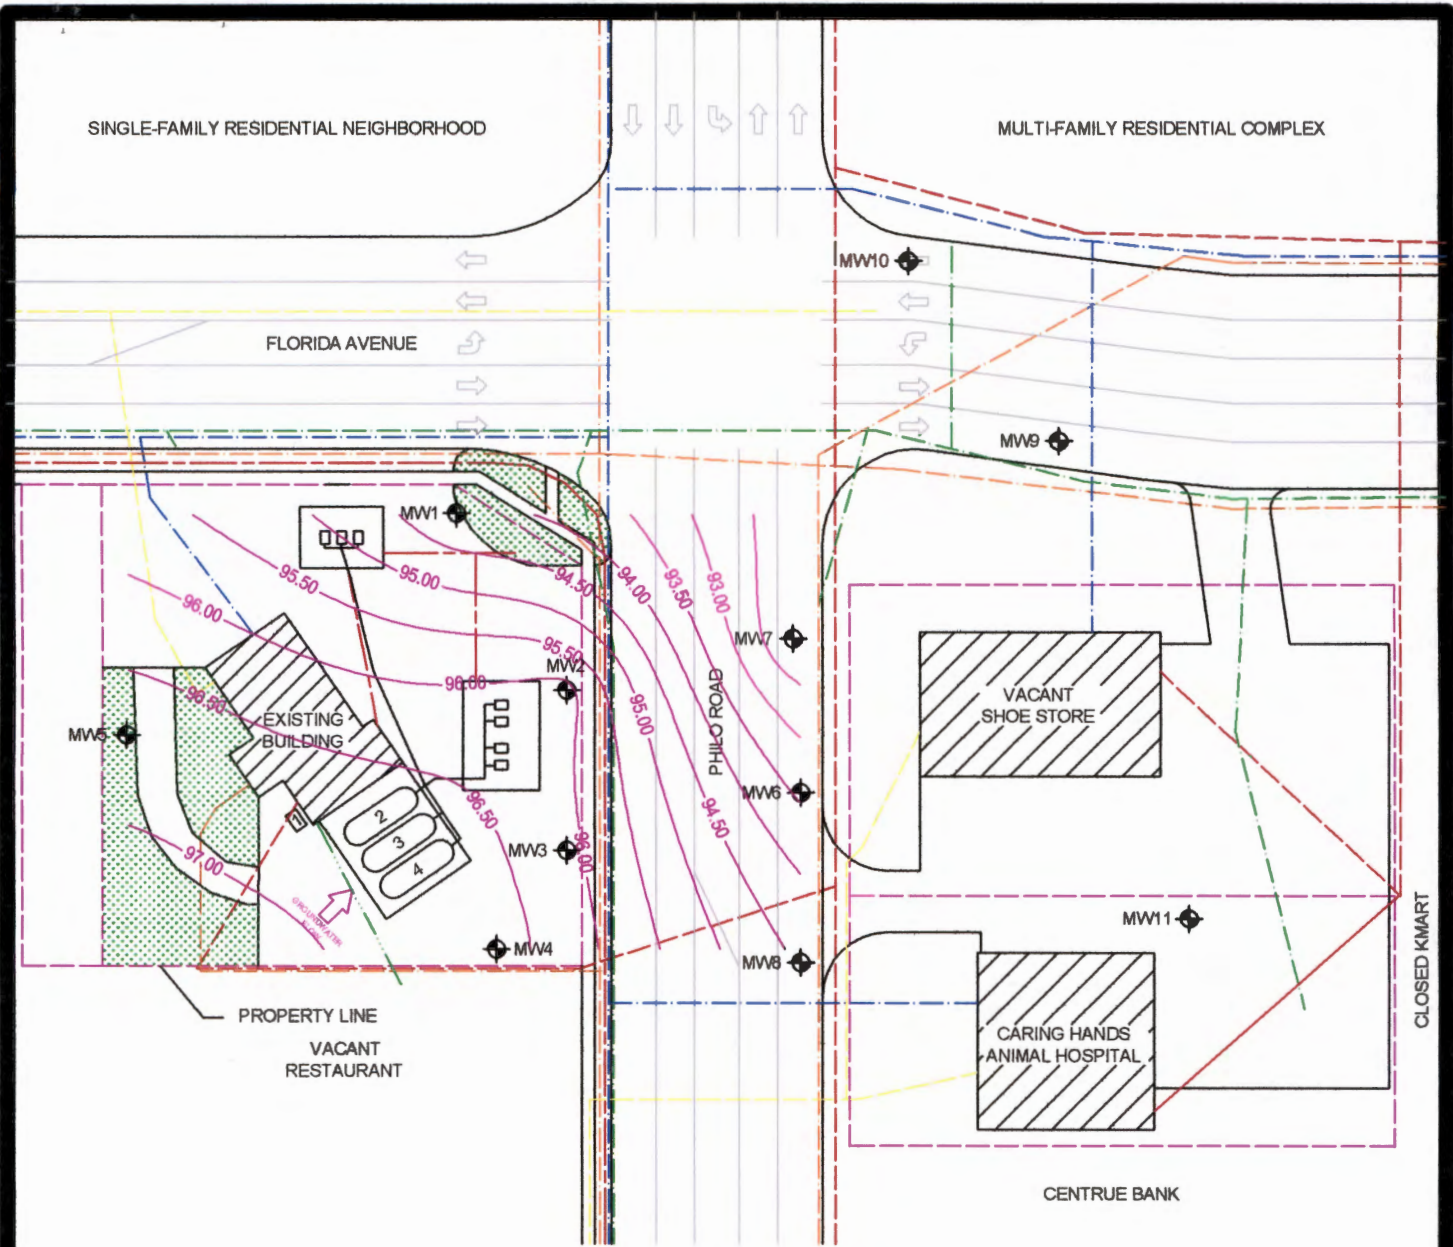 SINGLE-FAMILY RESIDENTIAL NEIGHBORHOOD
MULTI-FAMILY RESIDENTIAL COMPLEX
MW10
FLORIDA AVENUE
MW9
MW1
95.50
95.00
94.50
94.00
93.50
93.00
96.00
95.50
MW7
MW2
96.00
96.50
95.00
PHILO ROAD
VACANT
SHOE STORE
MW5
EXISTING
BUILDING
MW6
96.50
94.50
2
3
4
1
MW3
96.00
97.00
GROUNDWATER
FLOW
MW4
MW11
MW8
CLOSED KMART
PROPERTY LINE
VACANT
RESTAURANT
CARING HANDS
ANIMAL HOSPITAL
CENTRUE BANK